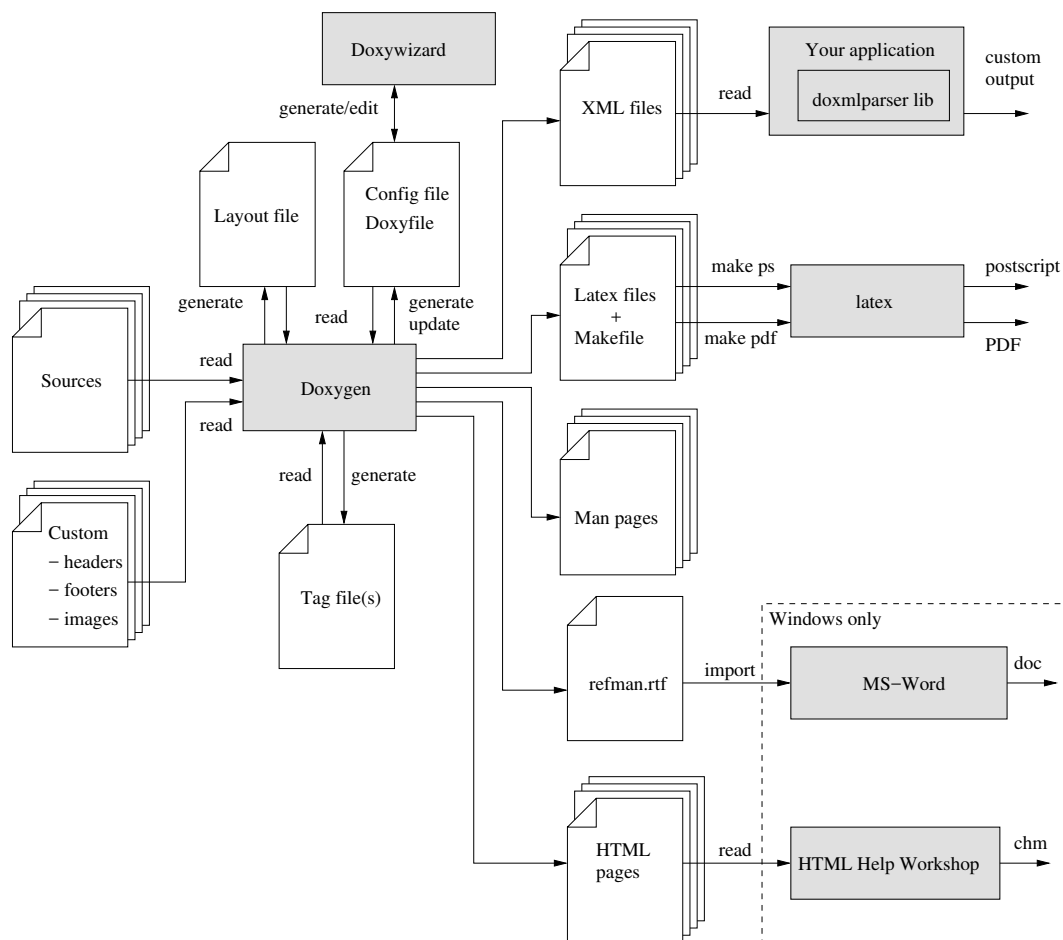 Doxywizard
generate/edit
XML files
read
Your application
doxmlparser lib
custom
output
Layout file
Config file
Doxyfile
generate
read
generate
update
Latex files
+
Makefile
make ps
make pdf
latex
postscript
PDF
Sources
read
Doxygen
read
Custom
− headers
− footers
− images
read
generate
Tag file(s)
Man pages
Windows only
refman.rtf
import
MS−Word
doc
HTML
pages
read
HTML Help Workshop
chm